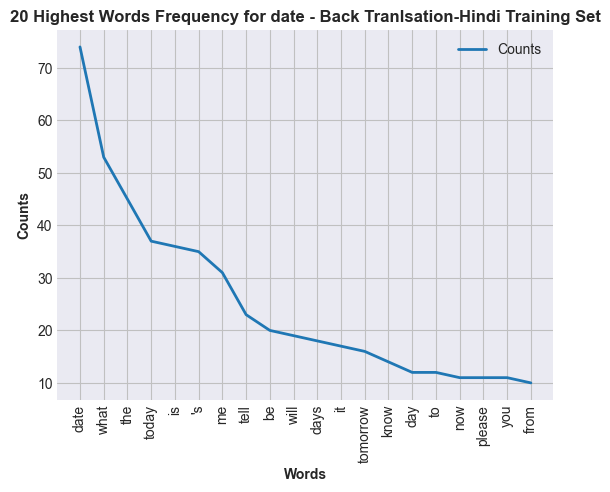 20 Highest Words Frequency for date - Back Tranlsation-Hindi Training Set
Counts
70
60
50
40
30
20
10
Counts
date
what
the
today
is
's
me
tell
be
will
days
it
tomorrow
know
day
to
now
please
you
from
Words